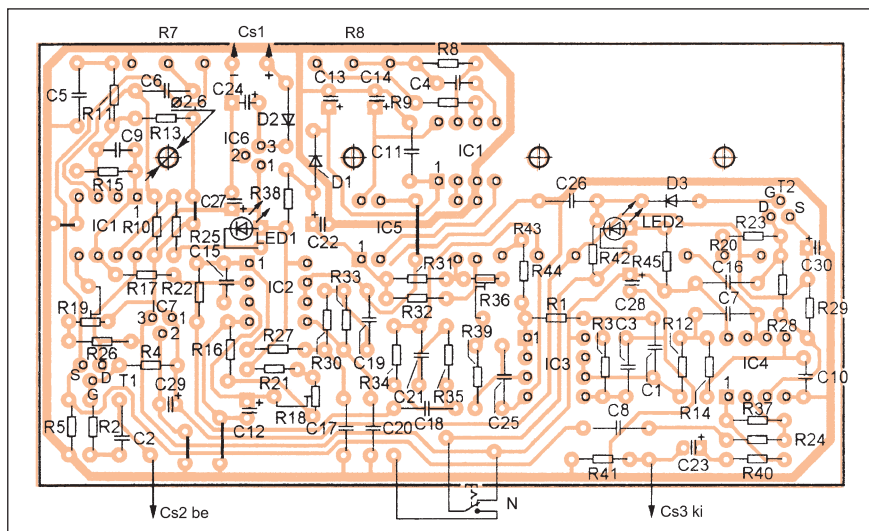 R7 Cs1 R8
R8
C13 C14
C6 C24 C4
C5 R11 Ø2,6 R9
R13 D2
IC6
C9 3 C11 IC1
2
1 D1 1
R15 R38 D3
C27 C26 G T2
D S
1 IC5
IC1 R10 LED1 LED2 R23
R25 C22 R43 R42 R45 R20 C30
C15 1 R33 1 R31 R44 C16
R17 R22 IC2 R36 C28 C7
R19 IC7 R32 R1 R28 R29
3 1
2
R16 R27 R30 C19 R39 1 R3 C3 R12
R26 R4 IC3 IC4
S D R21 R34 C21 R35 C1 C10
G T1 C29 R18 C25 R14 1
C18 C8 R37
R5 R2 C2 C12 C17 C20 R24
C23
R41 R40
N
Cs2 be Cs3 ki